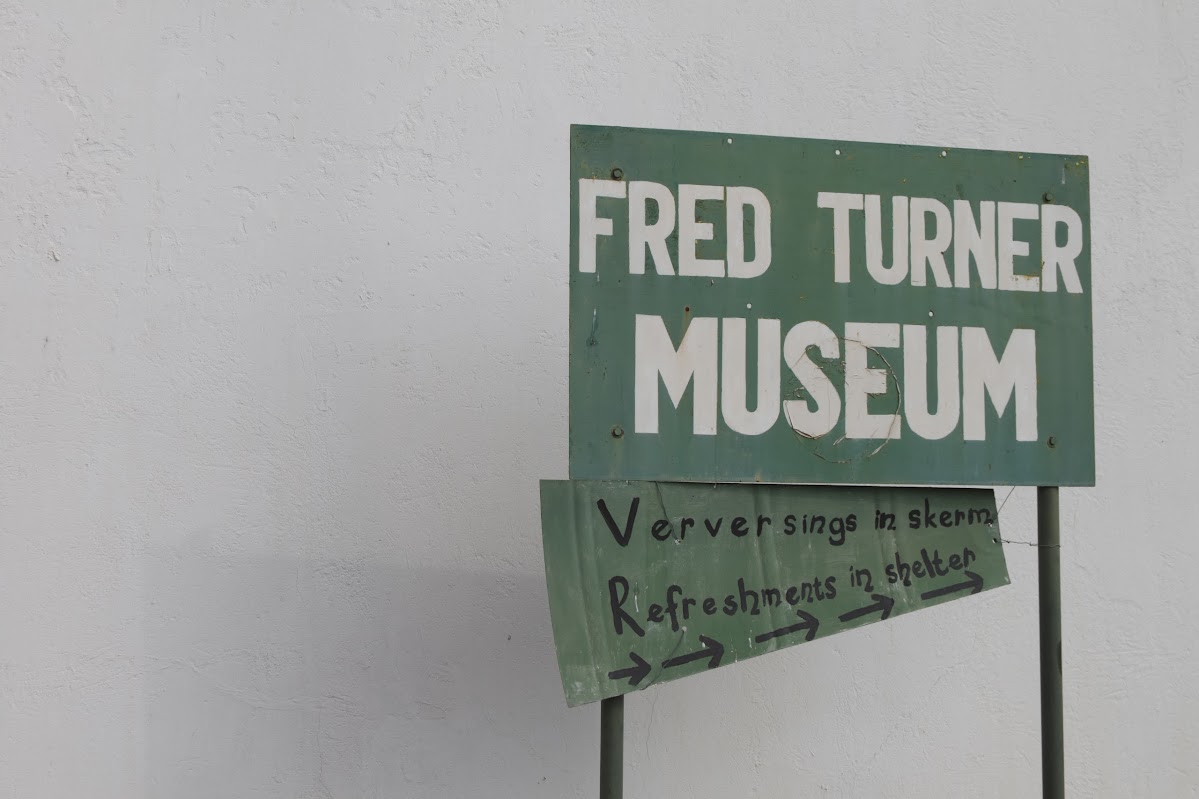 FRED TURNER
MUSEUM
Verversings in skerm
Refreshments in shelter
→ → → → →